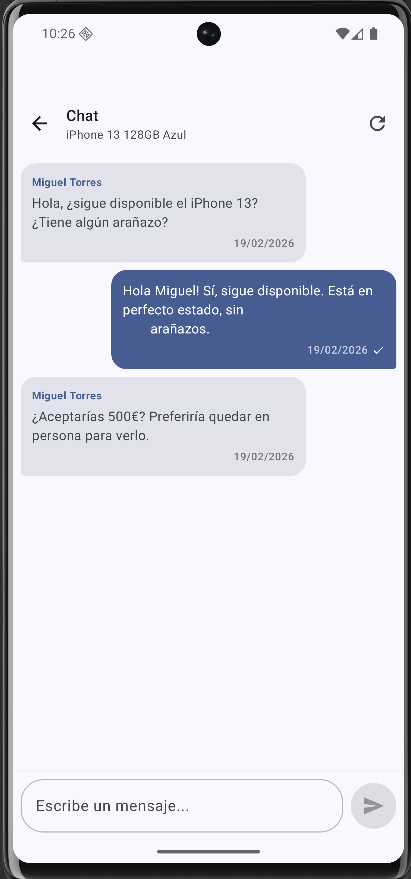 10:26
Chat
iPhone 13 128GB Azul
Miguel Torres
Hola, ¿sigue disponible el iPhone 13?
¿Tiene algún arañazo?
19/02/2026
Hola Miguel! Sí, sigue disponible. Está en
perfecto estado, sin
arañazos.
19/02/2026
Miguel Torres
¿Aceptarías 500€? Preferiría quedar en
persona para verlo.
19/02/2026
Escribe un mensaje...